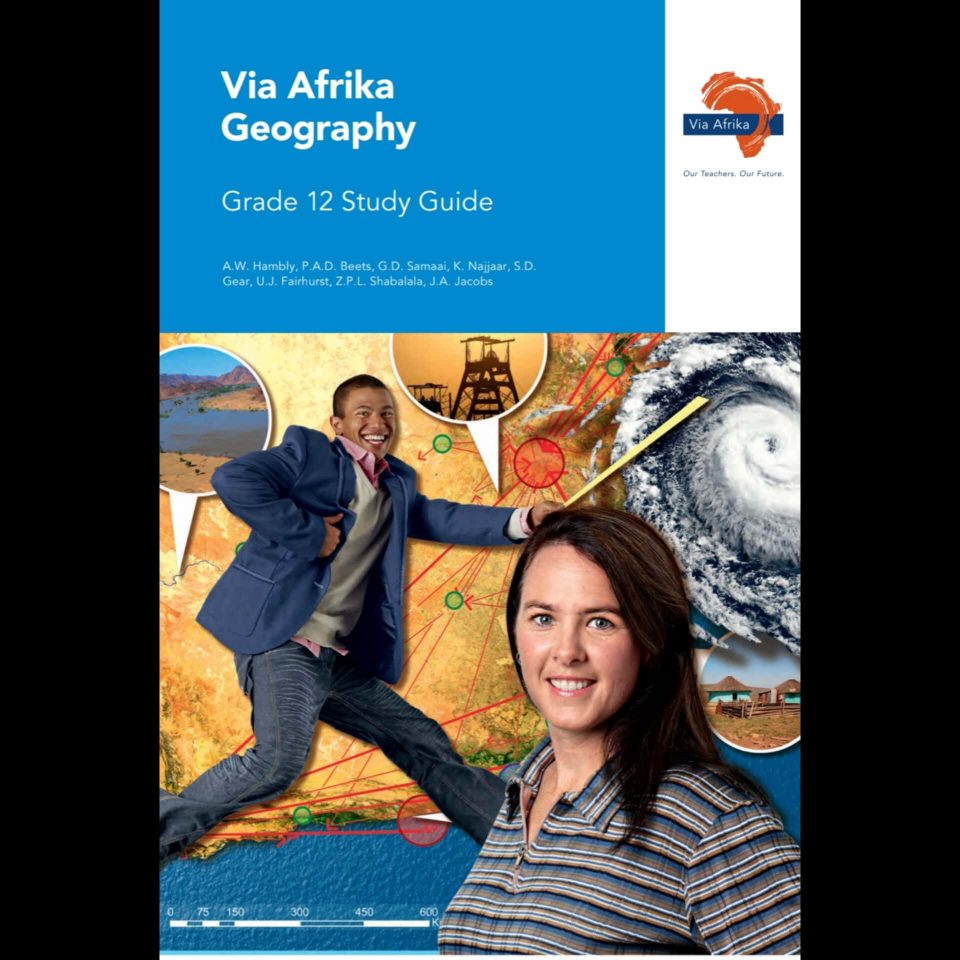 Via Afrika
Geography
Via Afrika
Our Teachers. Our Future.
Grade 12 Study Guide
A.W. Hambly, P.A.D. Beets, G.D. Samaai, K. Najjaar, S.D.
Gear, U.J. Fairhurst, Z.P.L. Shabalala, J.A. Jacobs
0 75 150 300 450 600
K